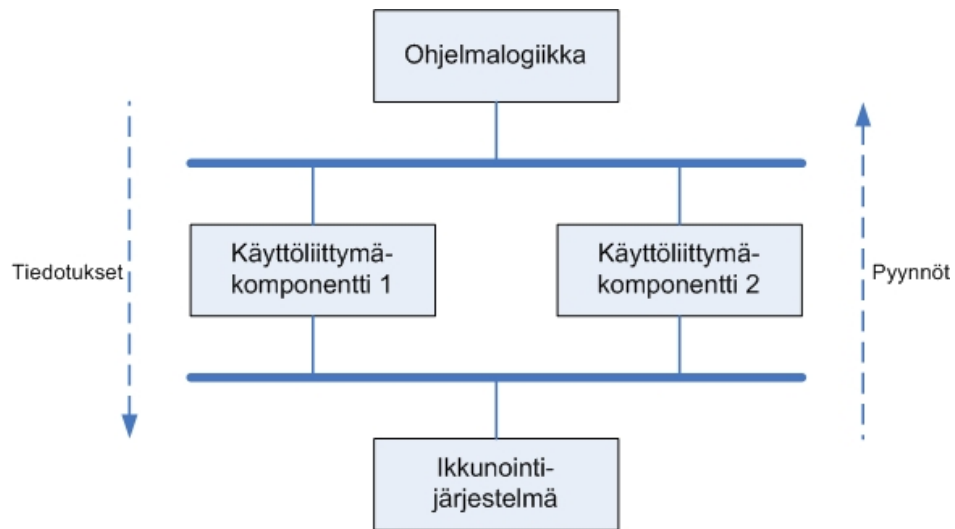 Ohjelmalogiikka
Käyttöliittymä-
komponentti 1
Käyttöliittymä-
komponentti 2
Tiedotukset
Pyynnöt
Ikkunointi-
järjestelmä